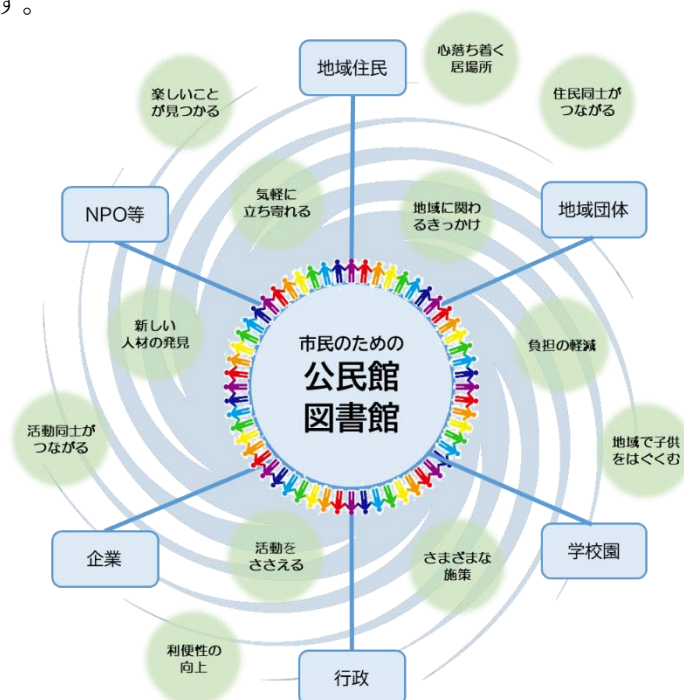 す。
心落ち着く
居場所
地域住民
楽しいこと
が見つかる
住民同士が
つながる
気軽に
立ち寄れる
地域に関わ
るきっかけ
NPO等
地域団体
新しい
人材の発見
市民のための
公民館
図書館
負担の軽減
活動同士が
つながる
地域で子供
をはぐくむ
企業
活動を
ささえる
さまざまな
施策
学校園
利便性の
向上
行政